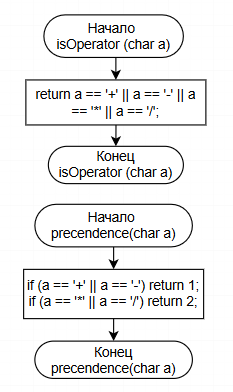 Начало
isOperator (char a)
return a == '+' || a == '-' || a
== '*' || a == '/';
Конец
isOperator (char a)
Начало
precendence(char a)
if (a == '+' || a == '-') return 1;
if (a == '*' || a == '/') return 2;
Конец
precendence(char a)